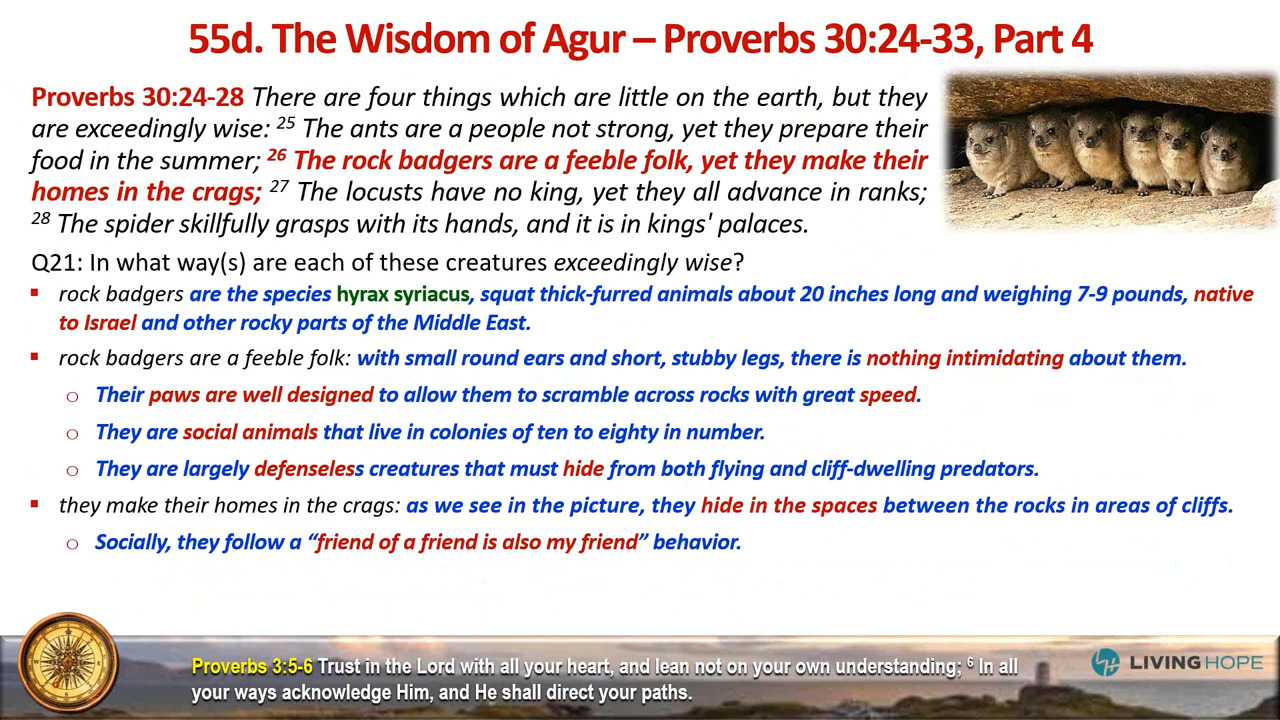 55d. The Wisdom of Agur – Proverbs 30:24-33, Part 4
Proverbs 30:24-28 There are four things which are little on the earth, but they
are exceedingly wise: 25 The ants are a people not strong, yet they prepare their
food in the summer; 26 The rock badgers are a feeble folk, yet they make their
homes in the crags; 27 The locusts have no king, yet they all advance in ranks;
28 The spider skillfully grasps with its hands, and it is in kings' palaces.
Q21: In what way(s) are each of these creatures exceedingly wise?
▪ rock badgers are the species hyrax syriacus, squat thick-furred animals about 20 inches long and weighing 7-9 pounds, native
to Israel and other rocky parts of the Middle East.
▪ rock badgers are a feeble folk: with small round ears and short, stubby legs, there is nothing intimidating about them.
o Their paws are well designed to allow them to scramble across rocks with great speed.
o They are social animals that live in colonies of ten to eighty in number.
o They are largely defenseless creatures that must hide from both flying and cliff-dwelling predators.
▪ they make their homes in the crags: as we see in the picture, they hide in the spaces between the rocks in areas of cliffs.
o Socially, they follow a “friend of a friend is also my friend” behavior.
Proverbs 3:5-6 Trust in the Lord with all your heart, and lean not on your own understanding; 6 In all
your ways acknowledge Him, and He shall direct your paths.
LIVING HOPE